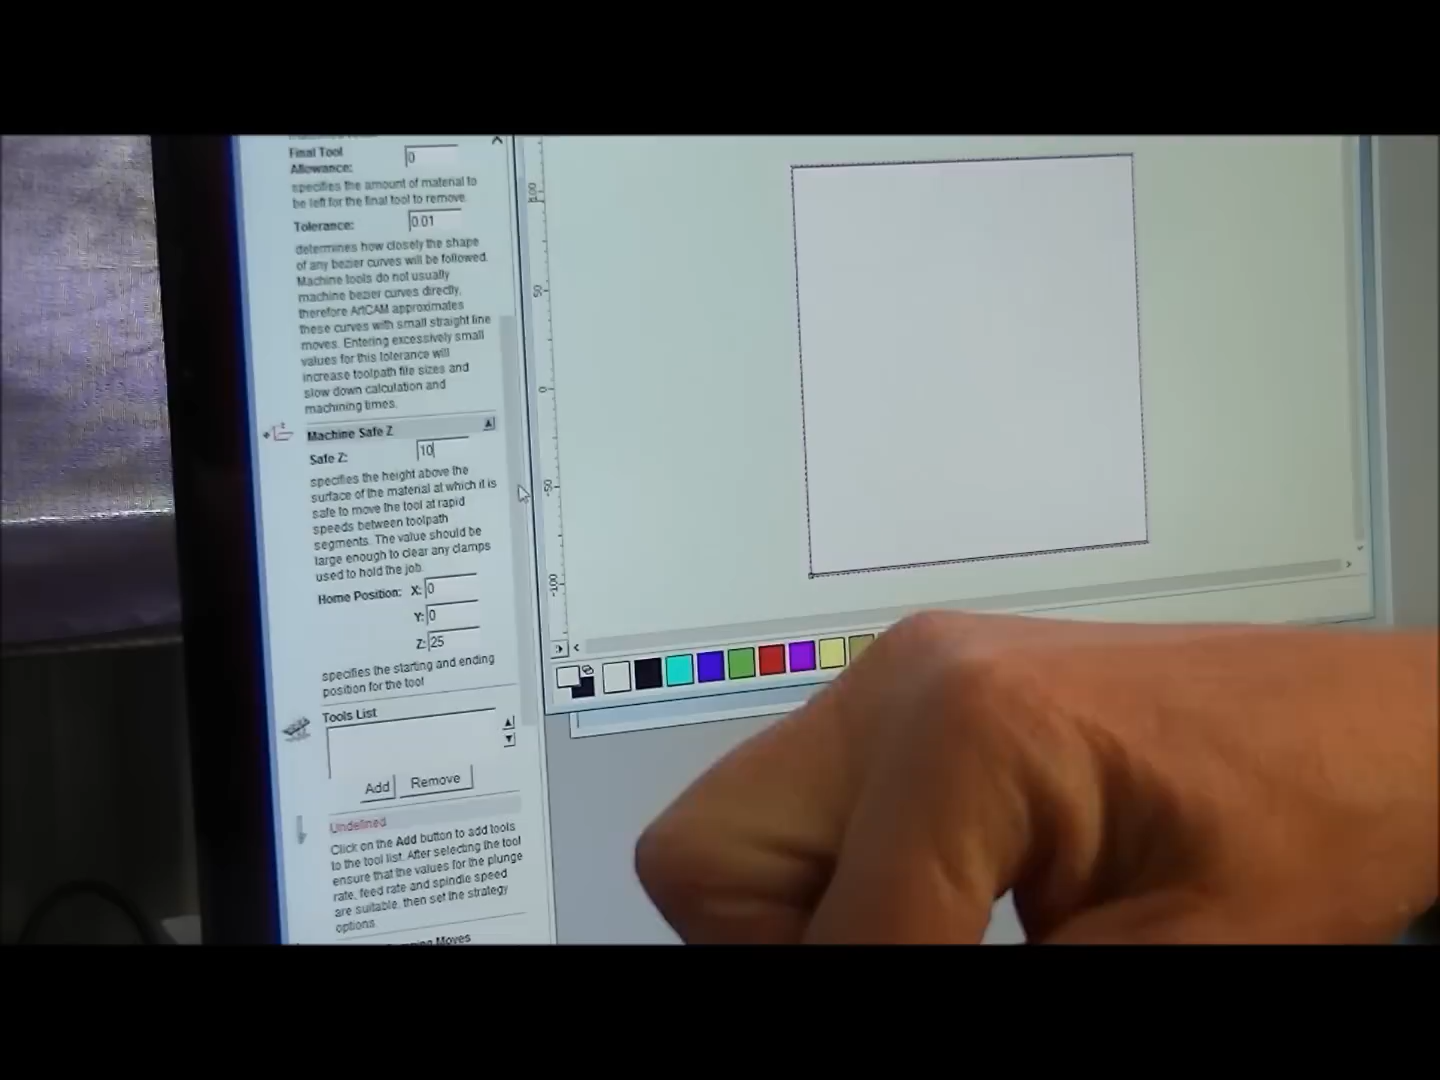 Final Tool
Allowance:
0
specifies the amount of material to
be left for the final tool to remove.
Tolerance:
0.01
determines how closely the shape
of any bezier curves will be followed.
Machine tools do not usually
machine bezier curves directly,
therefore ArtCAM approximates
these curves with small straight line
moves. Entering excessively small
values for this tolerance will
increase toolpath file sizes and
slow down calculation and
machining times.
Machine Safe Z
Safe Z:
10
specifies the height above the
surface of the material at which it is
safe to move the tool at rapid
speeds between toolpath
segments. The value should be
large enough to clear any clamps
used to hold the job.
Home Position: X: 0
Y: 0
Z: 25
specifies the starting and ending
position for the tool
Tools List
Add Remove
Undefined
Click on the Add button to add tools
to the tool list. After selecting the tool
ensure that the values for the plunge
rate, feed rate and spindle speed
are suitable, then set the strategy
options.
Moves
100
50
0
-50
-100